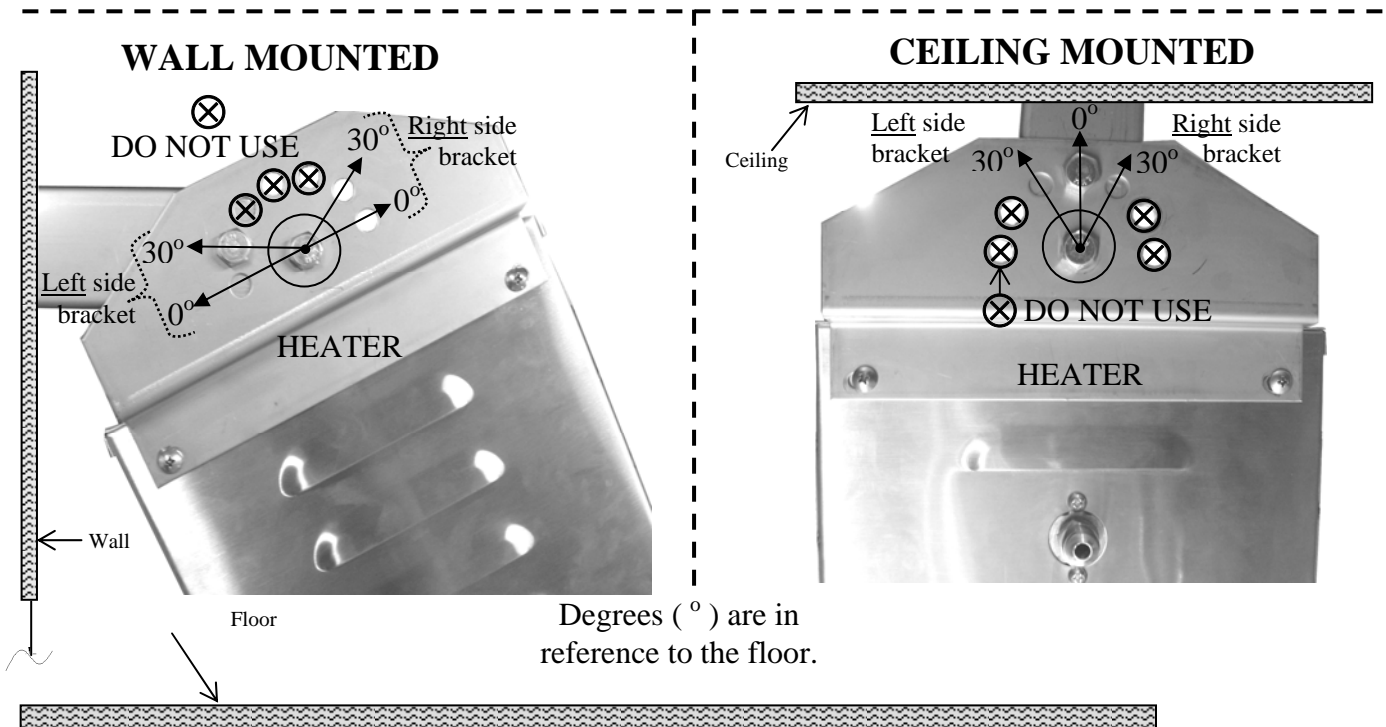 WALL MOUNTED
DO NOT USE
30°
Right side
bracket
0°
30°
Left side
bracket
0°
HEATER
Wall
Floor
CEILING MOUNTED
Ceiling
Left side
bracket
0°
Right side
bracket
30°
30°
DO NOT USE
HEATER
Degrees ( ° ) are in
reference to the floor.